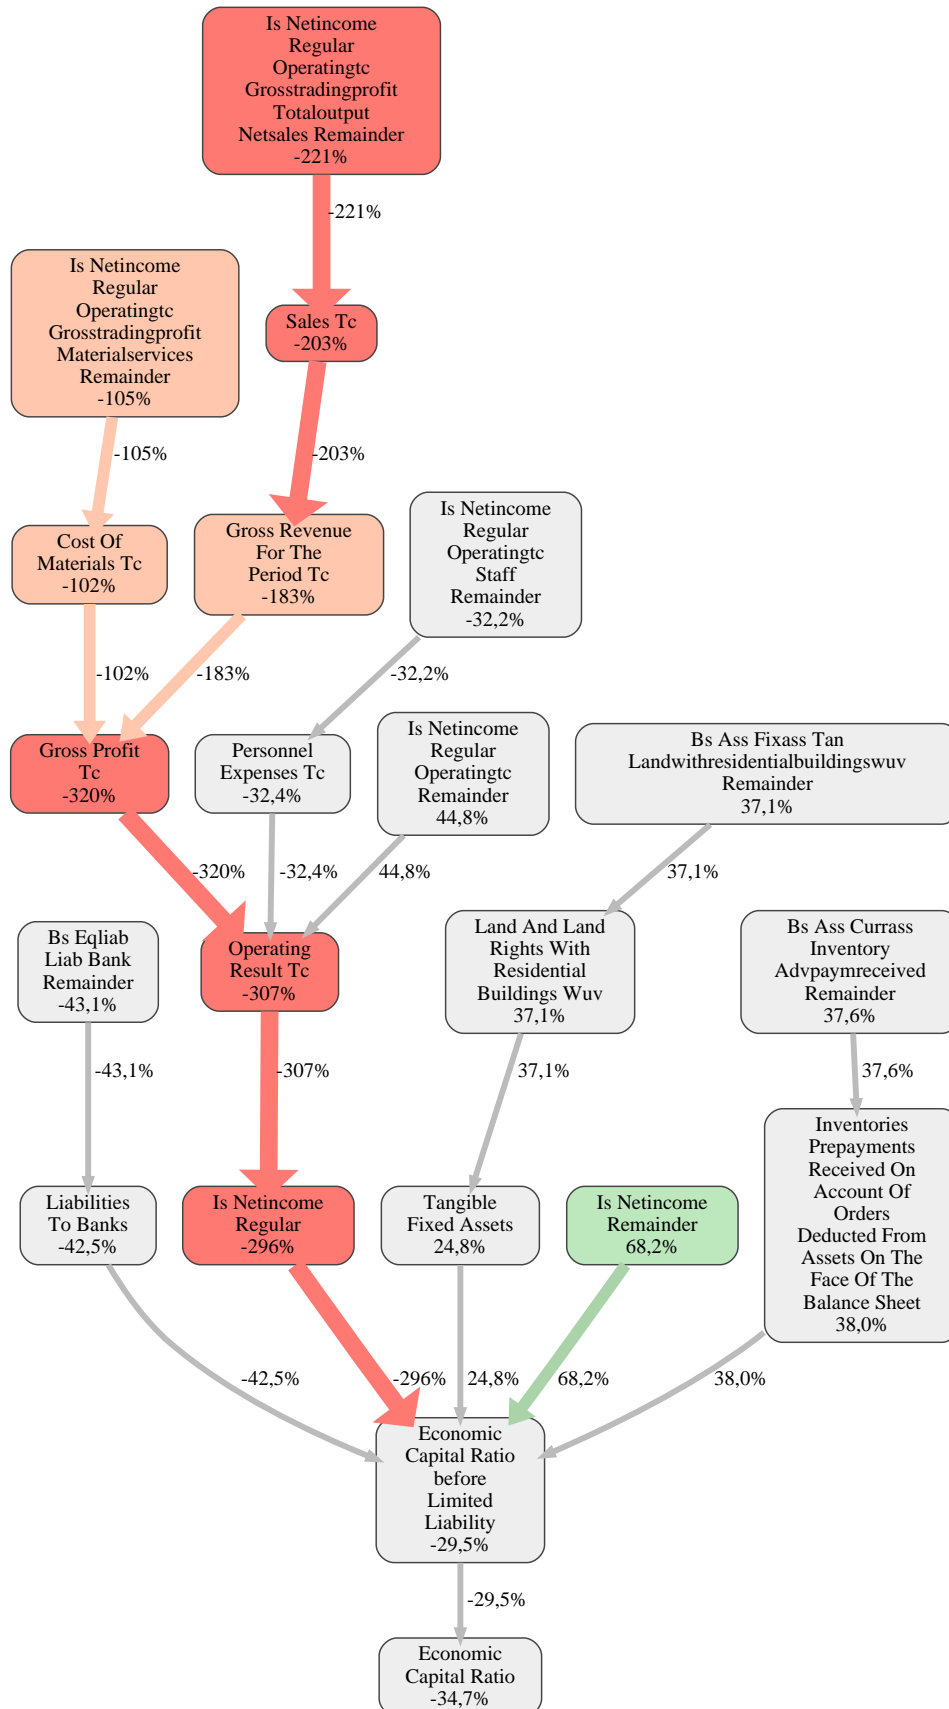 Is Netincome
Regular
Operatingtc
Grosstradingprofit
Totaloutput
Netsales Remainder
-221%
-221%
Is Netincome
Regular
Operatingtc
Grosstradingprofit
Materialservices
Remainder
-105%
Sales Tc
-203%
-105%
-203%
Cost Of
Materials Tc
-102%
Gross Revenue
For The
Period Tc
-183%
Is Netincome
Regular
Operatingtc
Staff
Remainder
-32,2%
-102%
-183%
-32,2%
Gross Profit
Tc
-320%
Personnel
Expenses Tc
-32,4%
Is Netincome
Regular
Operatingtc
Remainder
44,8%
Bs Ass Fixass Tan
Landwithresidentialbuildingswuv
Remainder
37,1%
-320%
-32,4%
44,8%
37,1%
Bs Eqliab
Liab Bank
Remainder
-43,1%
Operating
Result Tc
-307%
Land And Land
Rights With
Residential
Buildings Wuv
37,1%
Bs Ass Currass
Inventory
Advpaymreceived
Remainder
37,6%
-43,1%
-307%
37,1%
37,6%
Liabilities
To Banks
-42,5%
Is Netincome
Regular
-296%
Tangible
Fixed Assets
24,8%
Is Netincome
Remainder
68,2%
Inventories
Prepayments
Received On
Account Of
Orders
Deducted From
Assets On The
Face Of The
Balance Sheet
38,0%
-42,5%
-296%
24,8%
68,2%
38,0%
Economic
Capital Ratio
before
Limited
Liability
-29,5%
-29,5%
Economic
Capital Ratio
-34,7%